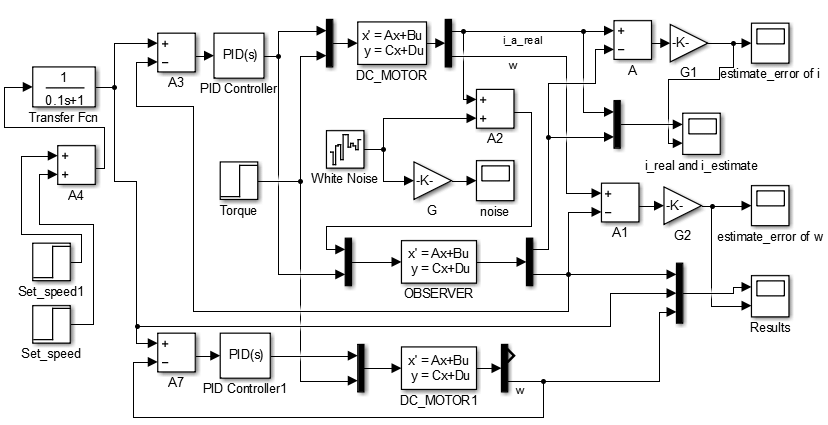 1
0.1s+1
Transfer Fcn
+
+
A4
Set_speed1
Set_speed
+
−
A3
PID(s)
PID Controller
x' = Ax+Bu
y = Cx+Du
DC_MOTOR
i_a_real
w
+
−
A
-K-
G1
estimate_error of i
+
+
A2
i_real and i_estimate
White Noise
Torque
-K-
G
noise
+
−
A1
-K-
G2
estimate_error of w
x' = Ax+Bu
y = Cx+Du
OBSERVER
Results
+
−
A7
PID(s)
PID Controller1
x' = Ax+Bu
y = Cx+Du
DC_MOTOR1
w